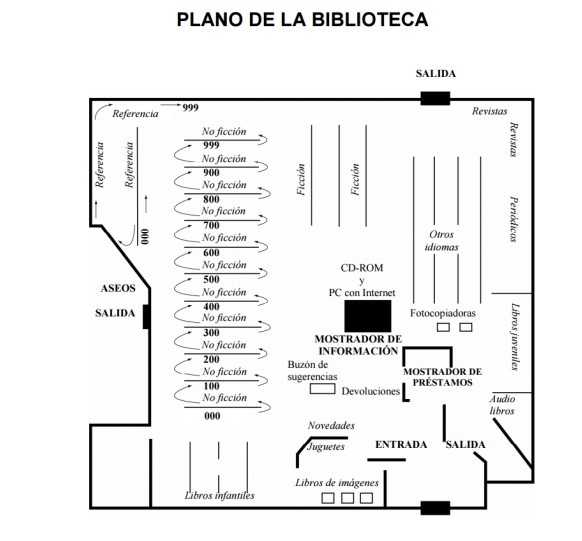 PLANO DE LA BIBLIOTECA
SALIDA
Referencia
999
Revistas
Referencia
Referencia
000
No ficción
999
No ficción
900
No ficción
800
No ficción
700
No ficción
600
No ficción
500
No ficción
400
No ficción
300
No ficción
200
No ficción
100
No ficción
000
Ficción
Ficción
Revistas
Periódicos
Otros
idiomas
ASEOS
SALIDA
CD-ROM
y
PC con Internet
Fotocopiadoras
Libros juveniles
MOSTRADOR DE
INFORMACIÓN
Buzón de
sugerencias
Devoluciones
MOSTRADOR DE
PRÉSTAMOS
Audio
libros
Novedades
Juguetes
ENTRADA
SALIDA
Libros infantiles
Libros de imágenes